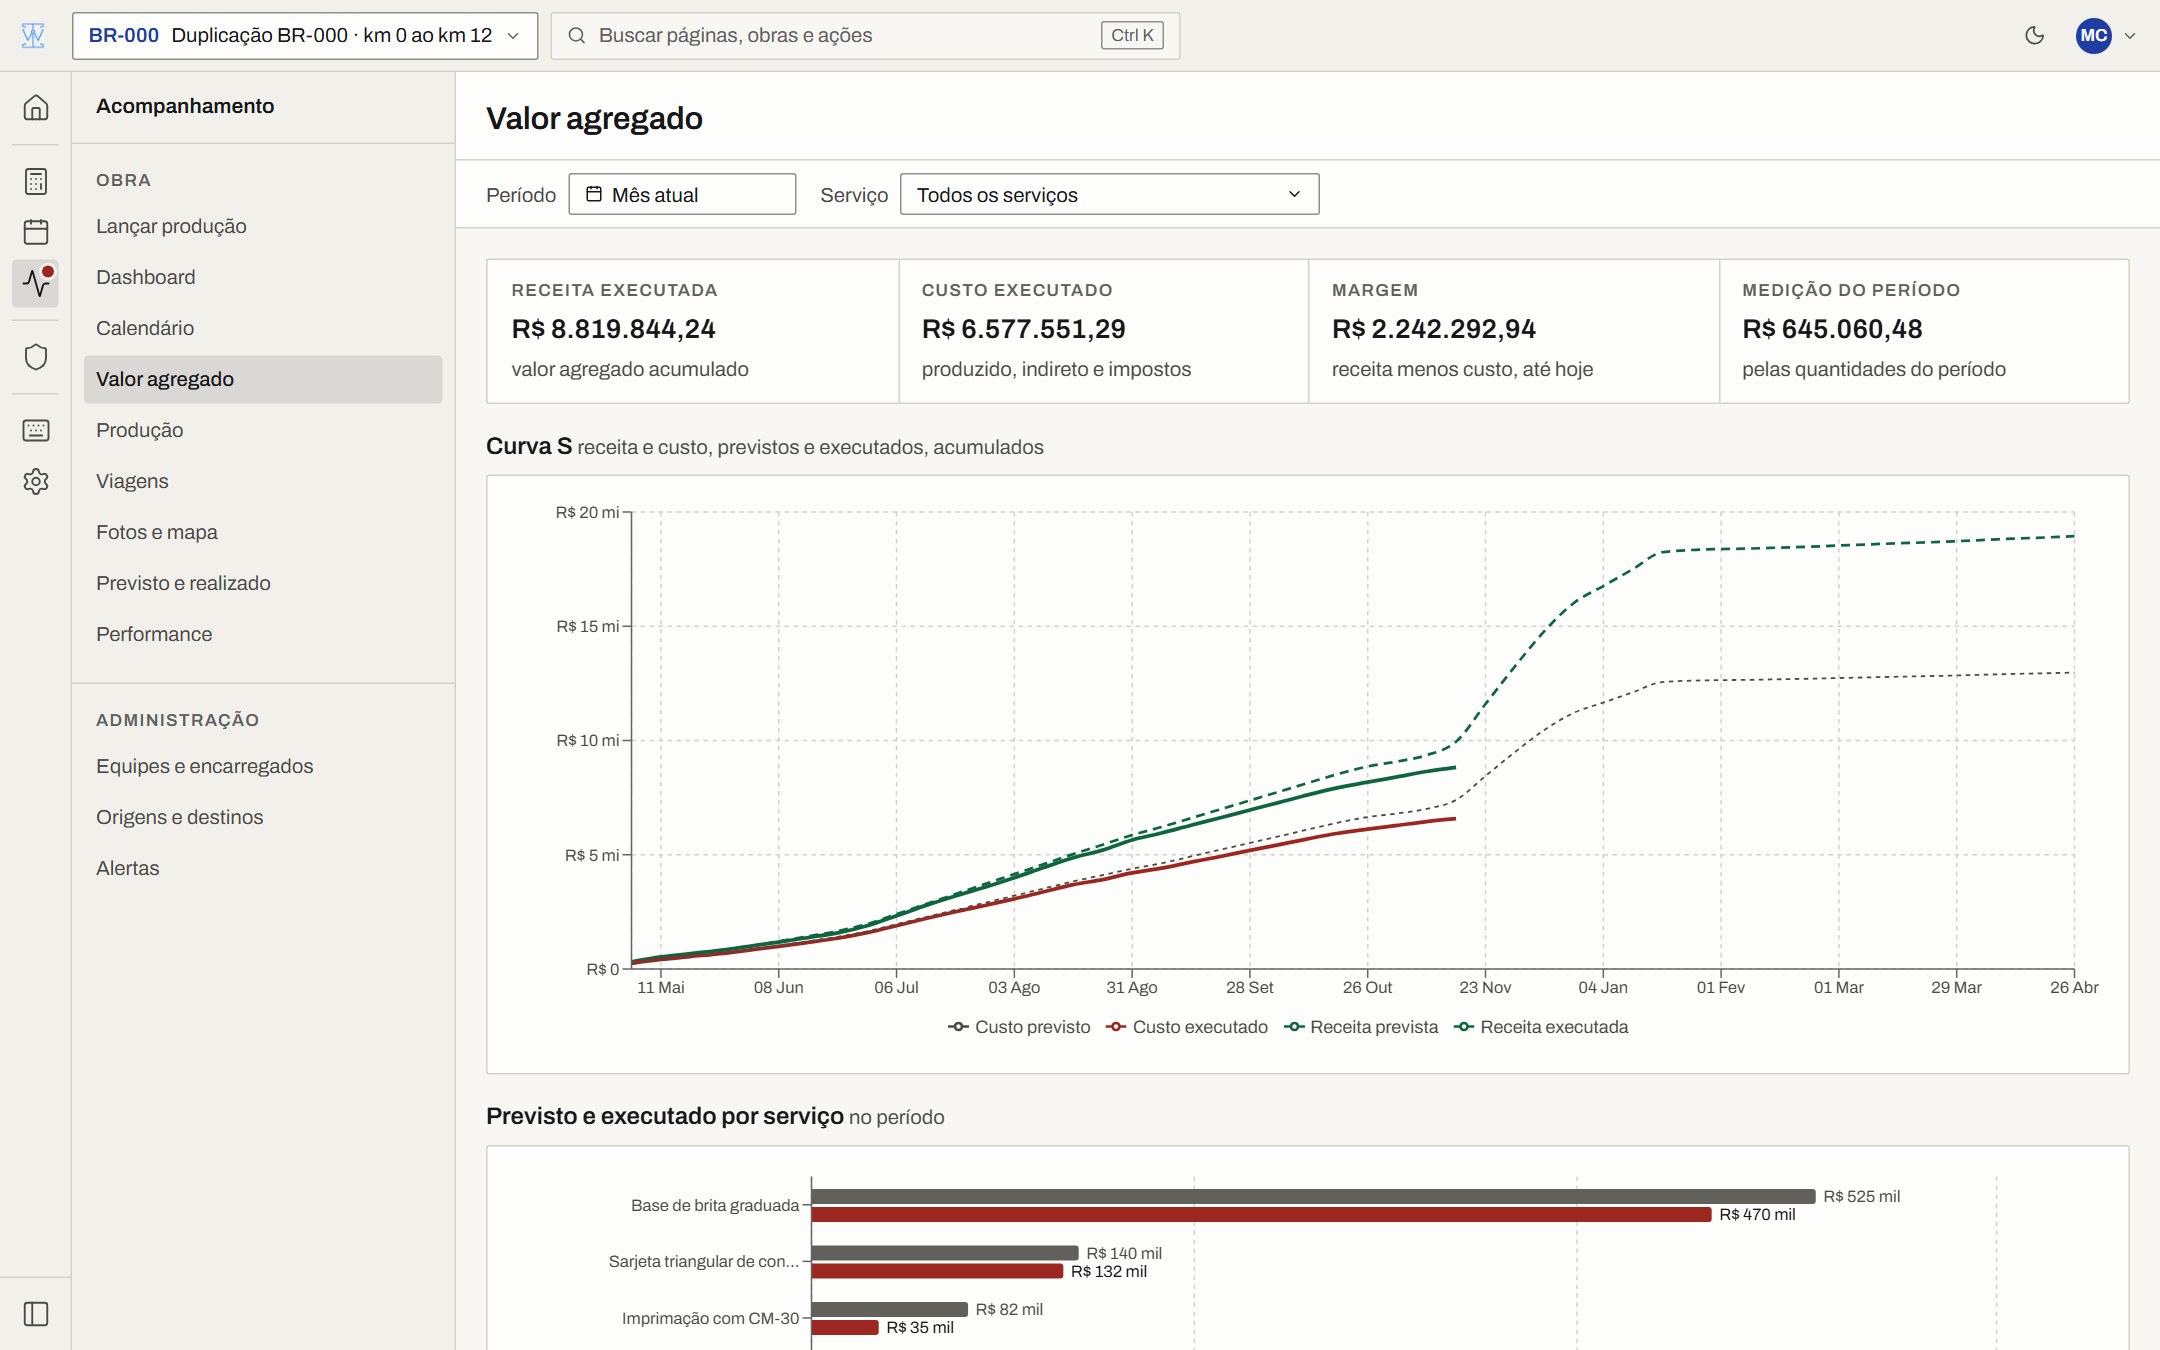 BR-000 Duplicação BR-000 · km 0 ao km 12
Buscar páginas, obras e ações
Ctrl K
MC
Acompanhamento
OBRA
Lançar produção
Dashboard
Calendário
Valor agregado
Produção
Viagens
Fotos e mapa
Previsto e realizado
Performance
ADMINISTRAÇÃO
Equipes e encarregados
Origens e destinos
Alertas
Valor agregado
Período
Mês atual
Serviço
Todos os serviços
RECEITA EXECUTADA
R$ 8.819.844,24
valor agregado acumulado
CUSTO EXECUTADO
R$ 6.577.551,29
produzido, indireto e impostos
MARGEM
R$ 2.242.292,94
receita menos custo, até hoje
MEDIÇÃO DO PERÍODO
R$ 645.060,48
pelas quantidades do período
Curva S receita e custo, previstos e executados, acumulados
R$ 20 mi
R$ 15 mi
R$ 10 mi
R$ 5 mi
R$ 0
11 Mai
08 Jun
06 Jul
03 Ago
31 Ago
28 Set
26 Out
23 Nov
04 Jan
01 Fev
01 Mar
29 Mar
26 Abr
Custo previsto
Custo executado
Receita prevista
Receita executada
Previsto e executado por serviço no período
Base de brita graduada
R$ 525 mil
R$ 470 mil
Sarjeta triangular de con...
R$ 140 mil
R$ 132 mil
Imprimação com CM-30
R$ 82 mil
R$ 35 mil